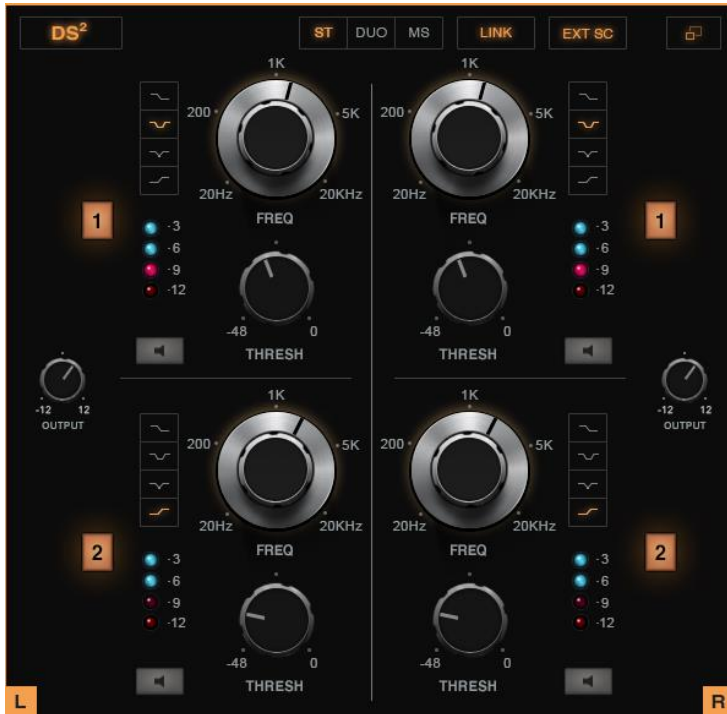 DS²
ST DUO MS
LINK
EXT SC
1K 1K
200 5K 200 5K
20Hz 20KHz 20Hz 20KHz
FREQ FREQ
1 1
-3 -3
-6 -6
-9 -9
-12 -12
-48 0 -48 0
THRESH THRESH
-12 12 -12 12
OUTPUT OUTPUT
1K 1K
200 5K 200 5K
20Hz 20KHz 20Hz 20KHz
FREQ FREQ
2 2
-3 -3
-6 -6
-9 -9
-12 -12
-48 0 -48 0
THRESH THRESH
L R